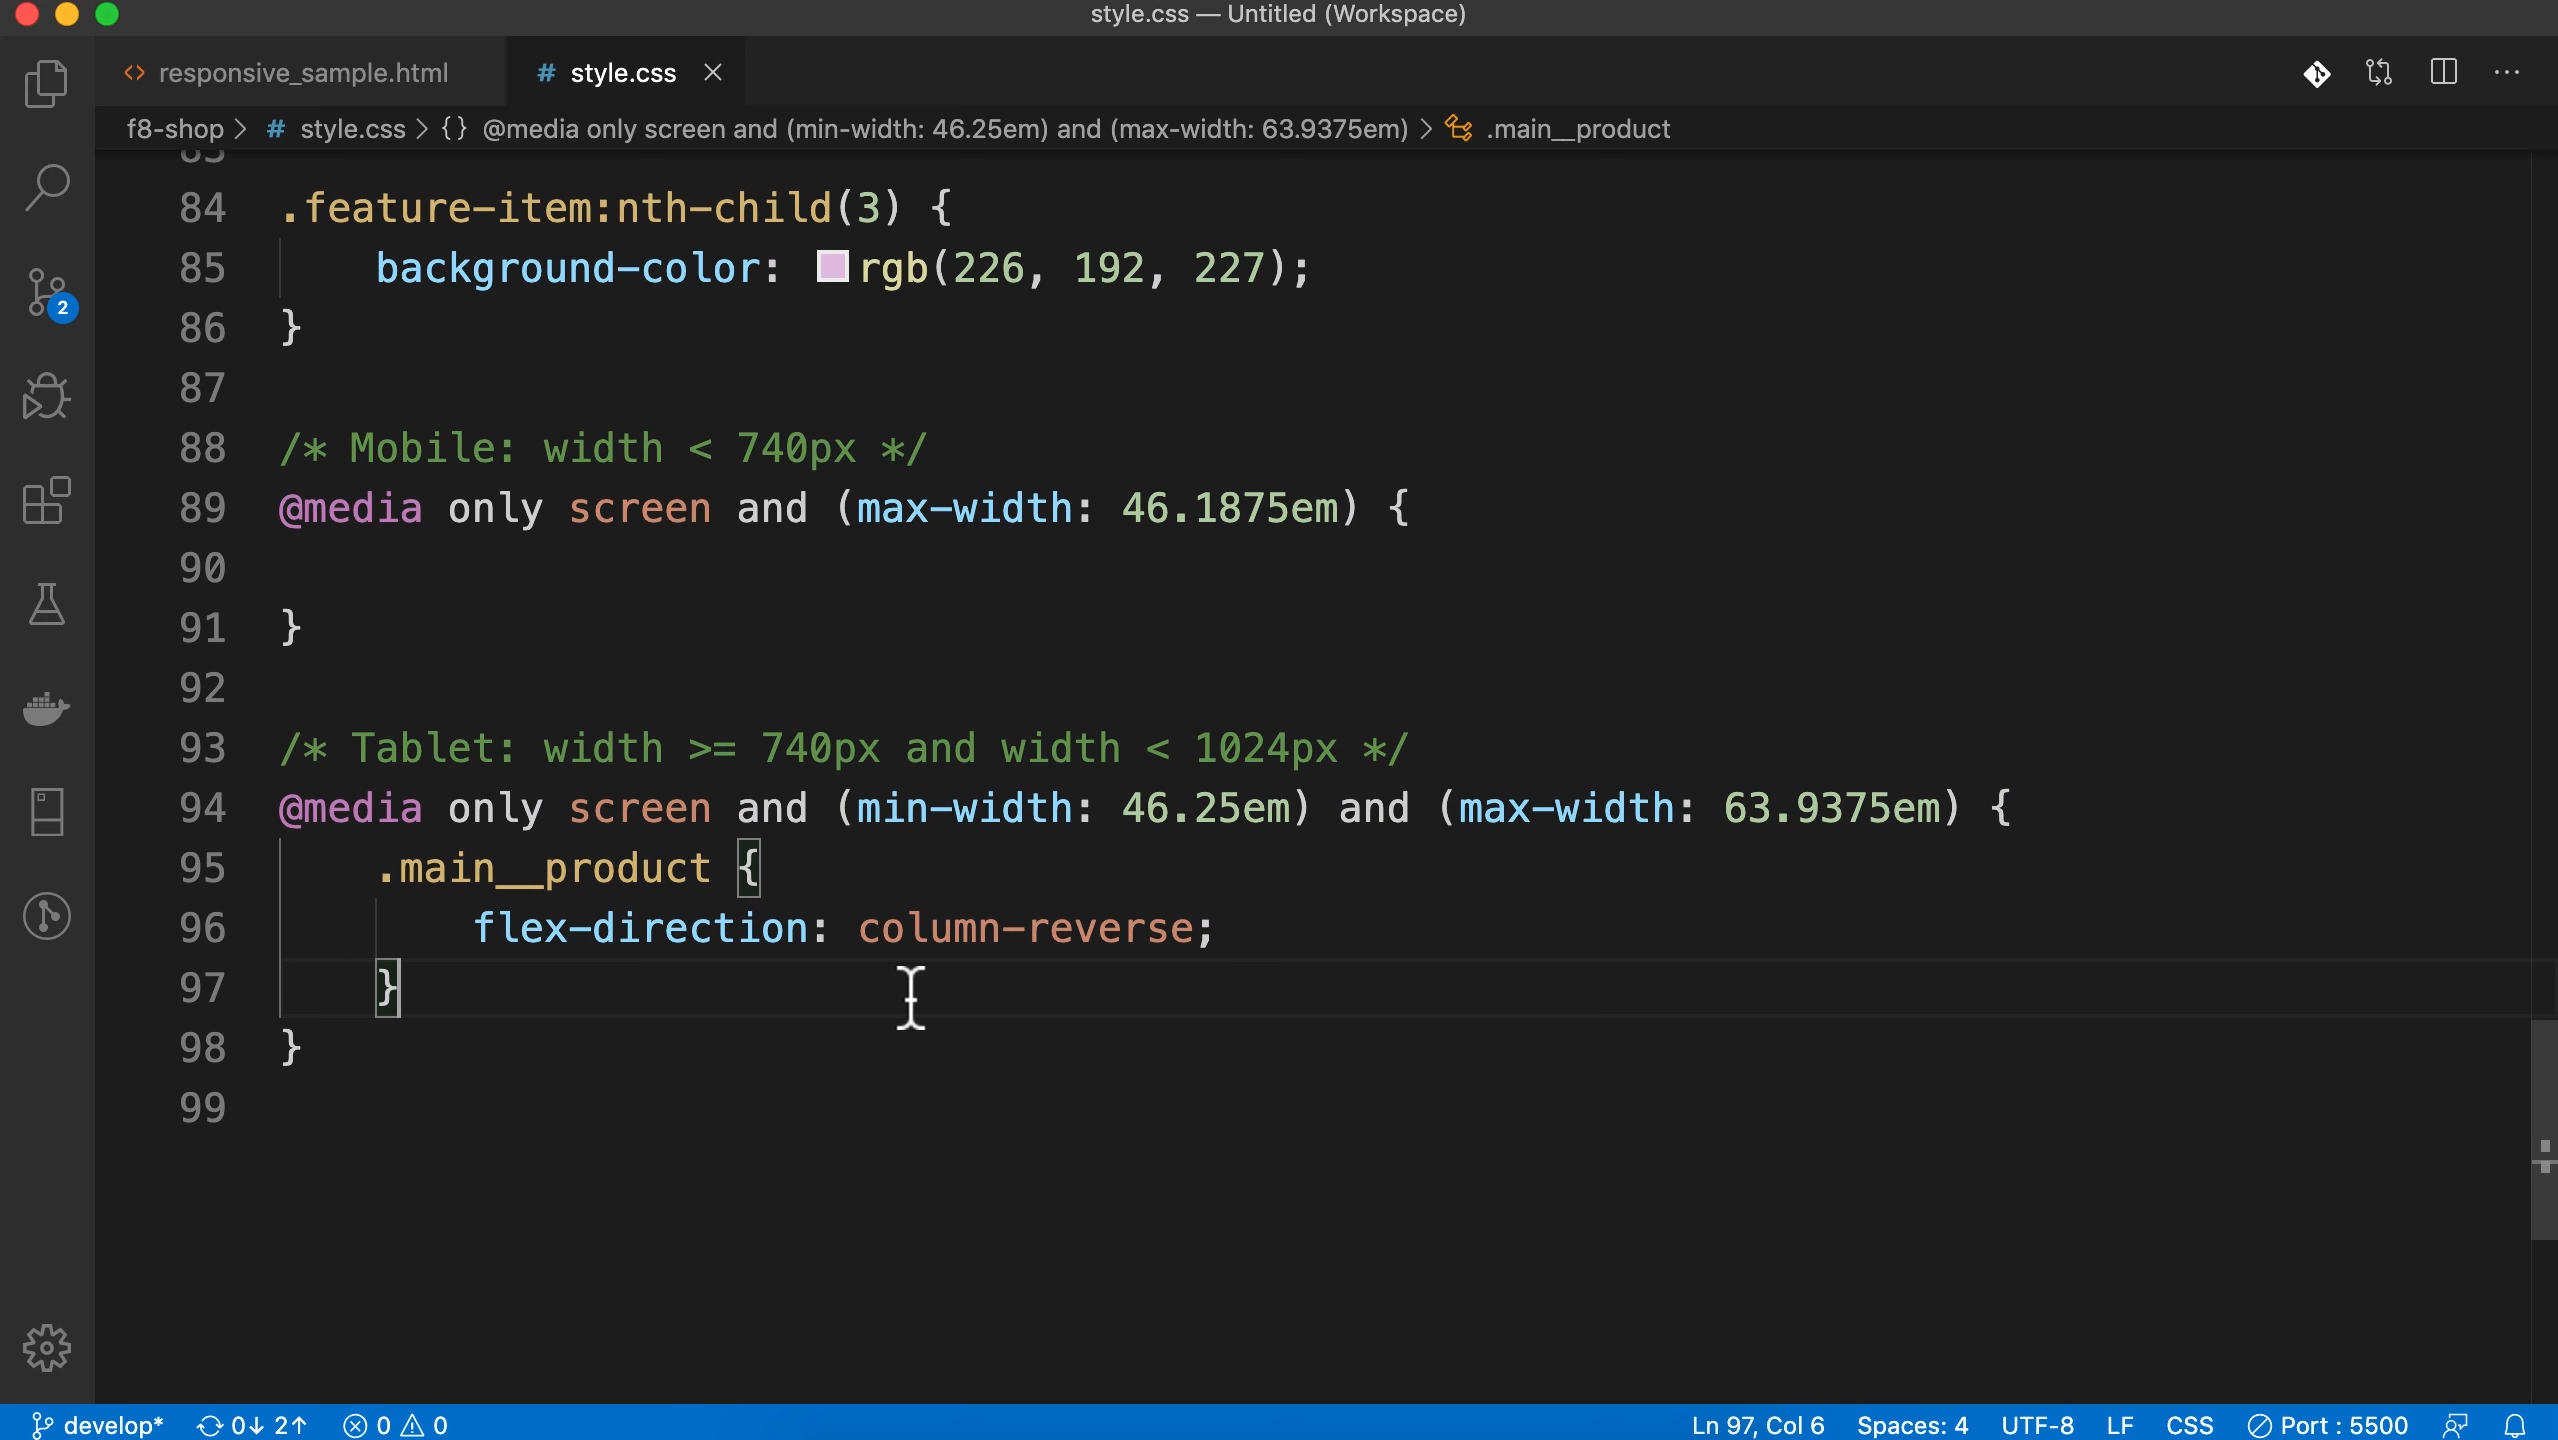 style.css — Untitled (Workspace)
<> responsive_sample.html
# style.css
f8-shop > # style.css > {} @media only screen and (min-width: 46.25em) and (max-width: 63.9375em) > .main__product
83
84 .feature-item:nth-child(3) {
85 background-color: rgb(226, 192, 227);
86 }
87
88 /* Mobile: width < 740px */
89 @media only screen and (max-width: 46.1875em) {
90
91 }
92
93 /* Tablet: width >= 740px and width < 1024px */
94 @media only screen and (min-width: 46.25em) and (max-width: 63.9375em) {
95 .main__product {
96 flex-direction: column-reverse;
97 }
98 }
99
2
develop* 0↓ 2↑ 0 0 Ln 97, Col 6 Spaces: 4 UTF-8 LF CSS Port : 5500